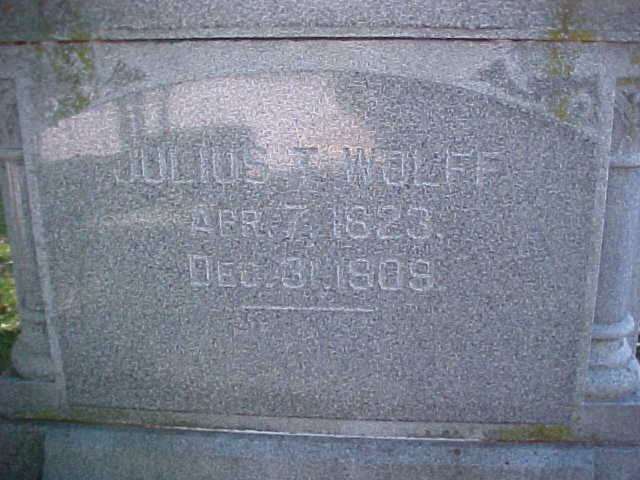 JULIUS T. WOLFF
APR. 7, 1823.
DEC. 31, 1909